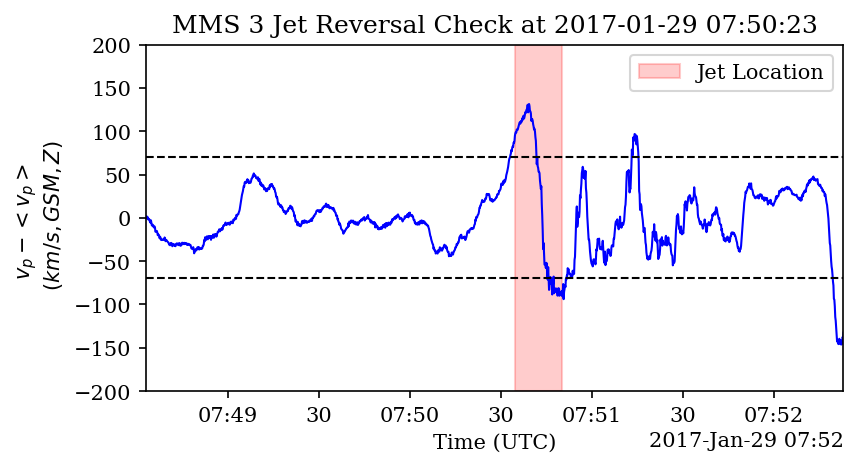 MMS 3 Jet Reversal Check at 2017-01-29 07:50:23
200
150
100
50
0
−50
−100
−150
−200
v_p − < v_p >
(km/s, GSM, Z)
Jet Location
07:49
30
07:50
30
07:51
30
07:52
Time (UTC)
2017-Jan-29 07:52